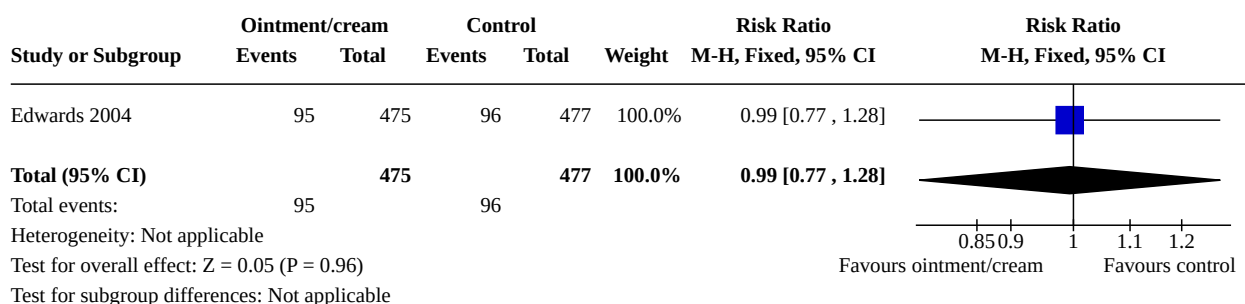 Ointment/cream Control Risk Ratio Risk Ratio
Study or Subgroup Events Total Events Total Weight M-H, Fixed, 95% CI M-H, Fixed, 95% CI
Edwards 2004 95 475 96 477 100.0% 0.99 [0.77 , 1.28]
Total (95% CI) 475 477 100.0% 0.99 [0.77 , 1.28]
Total events: 95 96
Heterogeneity: Not applicable
0.85 0.9 1 1.1 1.2
Test for overall effect: Z = 0.05 (P = 0.96) Favours ointment/cream Favours control
Test for subgroup differences: Not applicable